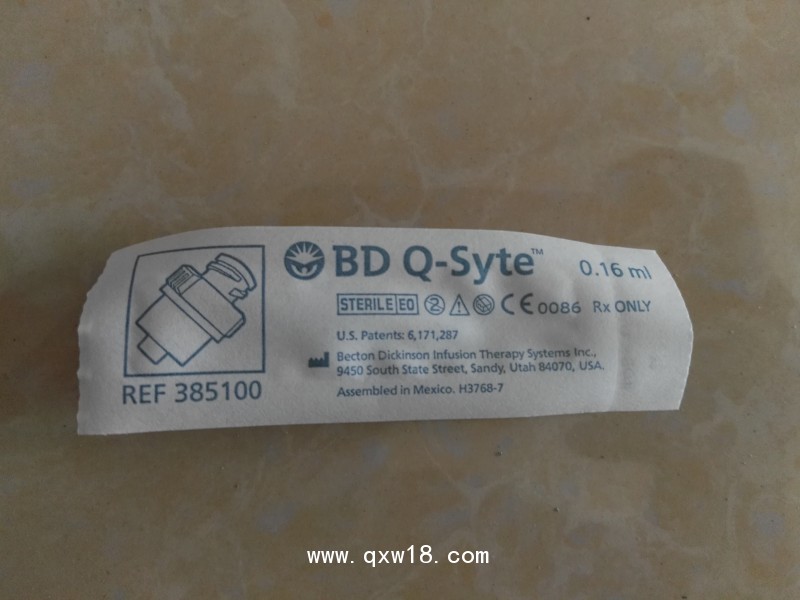 BD Q-Syte™ 0.16 ml
STERILE EO 2 CE 0086 Rx ONLY
U.S. Patents: 6,171,287
Becton Dickinson Infusion Therapy Systems Inc.,
9450 South State Street, Sandy, Utah 84070, USA.
Assembled in Mexico. H3768-7
REF 385100
www.qxw18.com